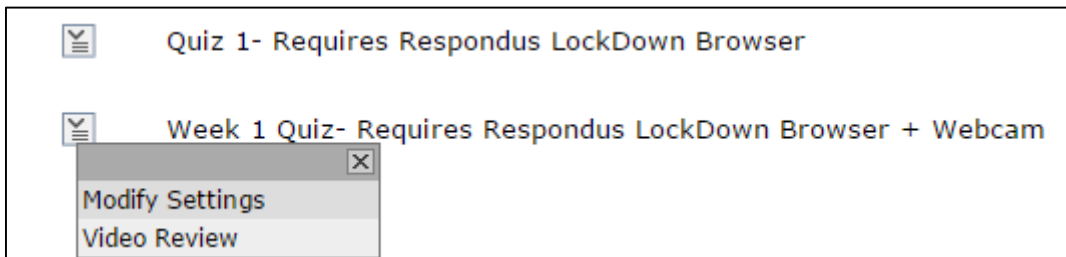 Quiz 1- Requires Respondus LockDown Browser
Week 1 Quiz- Requires Respondus LockDown Browser + Webcam
Modify Settings
Video Review